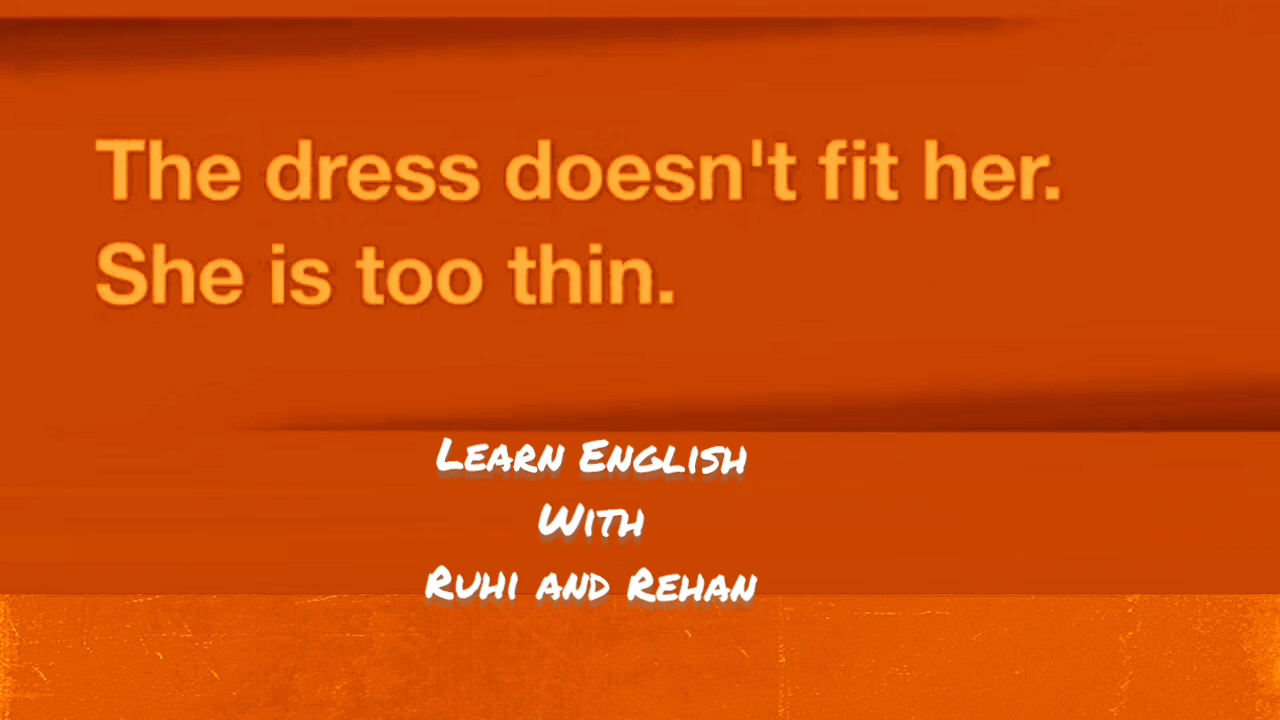 The dress doesn't fit her.
She is too thin.
Learn English
With
Ruhi and Rehan